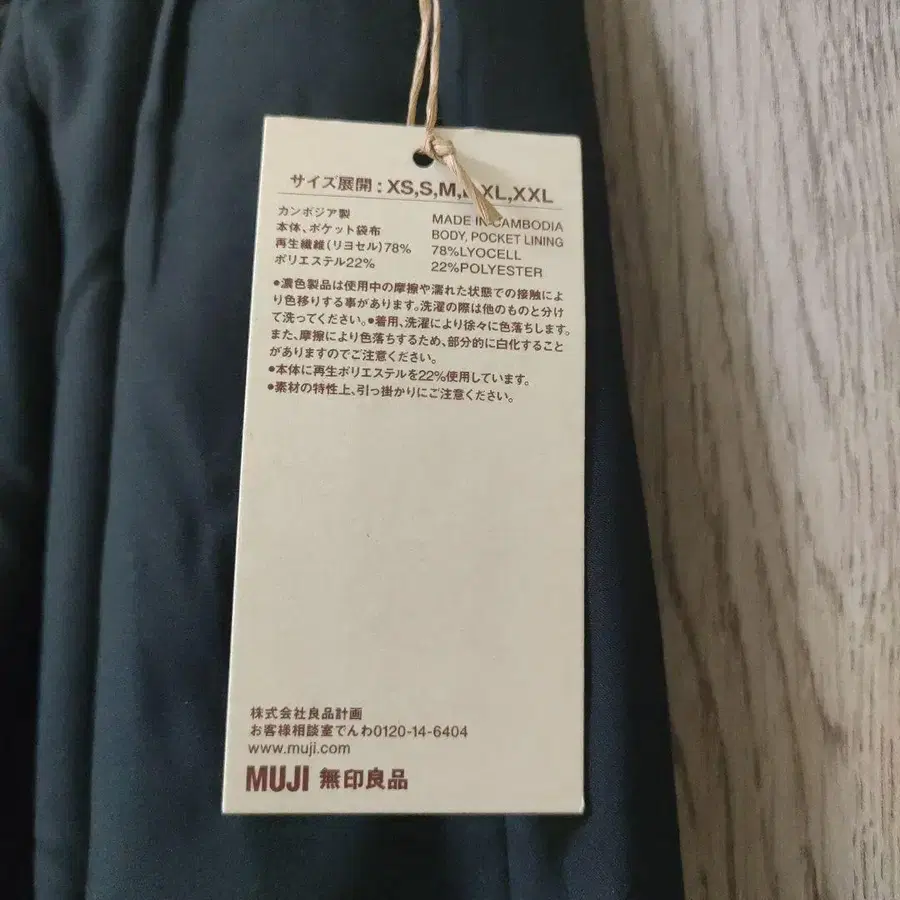 サイズ展開 : XS,S,M,L,XL,XXL
カンボジア製
本体、ポケット袋布
再生繊維(リヨセル)78%
ポリエステル22%
MADE IN CAMBODIA
BODY, POCKET LINING
78%LYOCELL
22%POLYESTER
●濃色製品は使用中の摩擦や濡れた状態での接触によ
り色移りする事があります。洗濯の際は他のものと分け
て洗ってください。●着用、洗濯により徐々に色落ちします。
また、摩擦により色落ちするため、部分的に白化すること
がありますのでご注意ください。
●本体に再生ポリエステルを22%使用しています。
●素材の特性上、引っ掛かりにご注意ください。
株式会社良品計画
お客様相談室でんわ0120-14-6404
www.muji.com
MUJI 無印良品